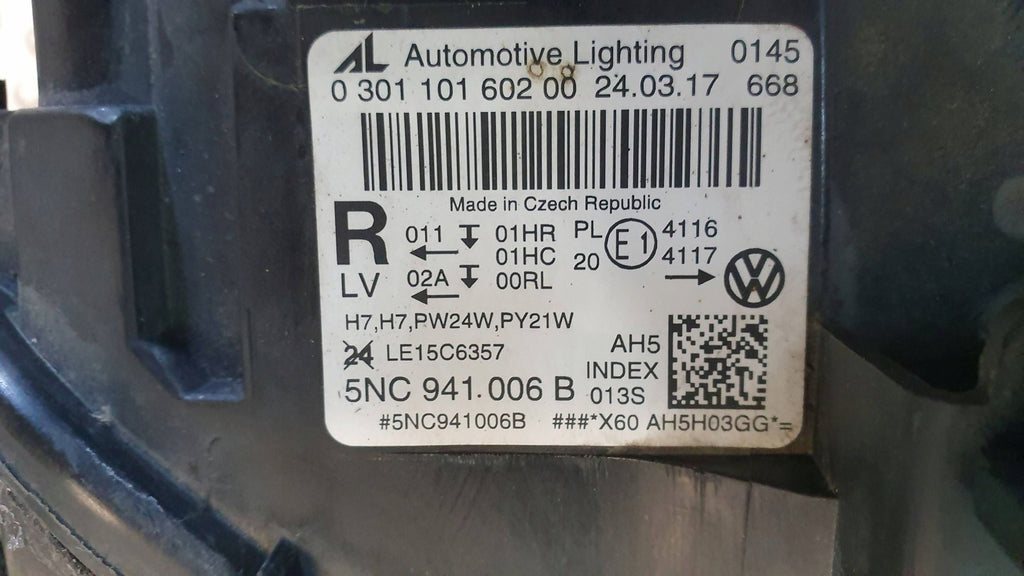 AL Automotive Lighting 0145
0 301 101 602 00 24.03.17 668
Made in Czech Republic
R 011 01HR PL E1 4116
01HC 20 4117
LV 02A 00RL VW
H7,H7,PW24W,PY21W
24 LE15C6357 AH5
INDEX
5NC 941.006 B 013S
#5NC941006B ###*X60 AH5H03GG*=